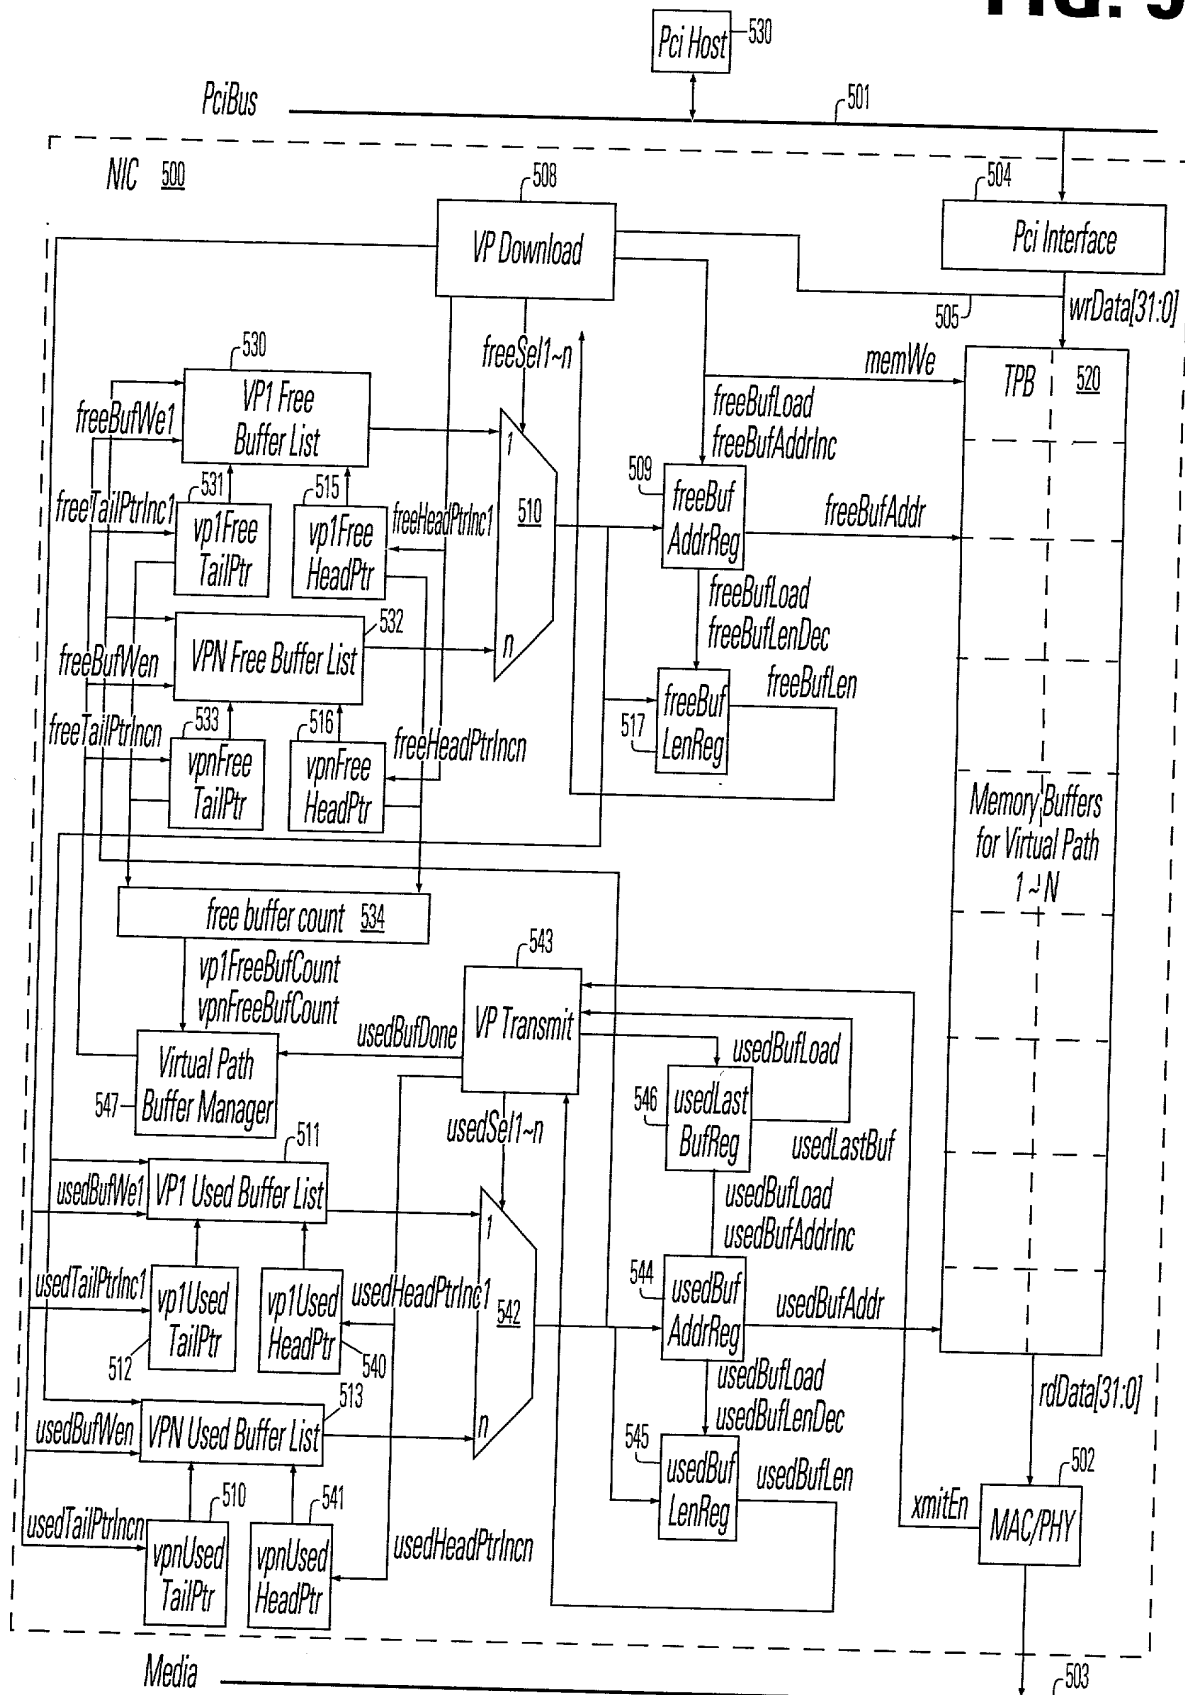 FIG. 5
Pci Host
530
PciBus
501
NIC 500
508
504
VP Download
Pci Interface
505
wrData[31:0]
530
freeSel1~n
memWe
TPB
520
VP1 Free
Buffer List
freeBufWe1
1
freeBufLoad
freeBufAddrInc
531
515
509
510
freeTailPtrInc1
vp1Free
TailPtr
vp1Free
HeadPtr
freeHeadPtrInc1
freeBuf
AddrReg
freeBufAddr
532
freeBufLoad
freeBufLenDec
VPN Free Buffer List
n
freeBufWen
freeBufLen
freeBuf
LenReg
517
freeTailPtrIncn
533
516
freeHeadPtrIncn
vpnFree
TailPtr
vpnFree
HeadPtr
Memory Buffers
for Virtual Path
1~N
free buffer count 534
543
vp1FreeBufCount
vpnFreeBufCount
VP Transmit
usedBufDone
usedBufLoad
Virtual Path
Buffer Manager
547
546
usedLast
BufReg
usedSel1~n
usedLastBuf
511
usedBufWe1
VP1 Used Buffer List
1
usedBufLoad
usedBufAddrInc
usedTailPtrInc1
vp1Used
TailPtr
vp1Used
HeadPtr
usedHeadPtrInc1
542
544
usedBuf
AddrReg
usedBufAddr
512
540
513
usedBufLoad
usedBufLenDec
rdData[31:0]
usedBufWen
VPN Used Buffer List
n
545
usedBuf
LenReg
usedBufLen
502
510
541
xmitEn
MAC/PHY
usedTailPtrIncn
vpnUsed
TailPtr
vpnUsed
HeadPtr
usedHeadPtrIncn
Media
503